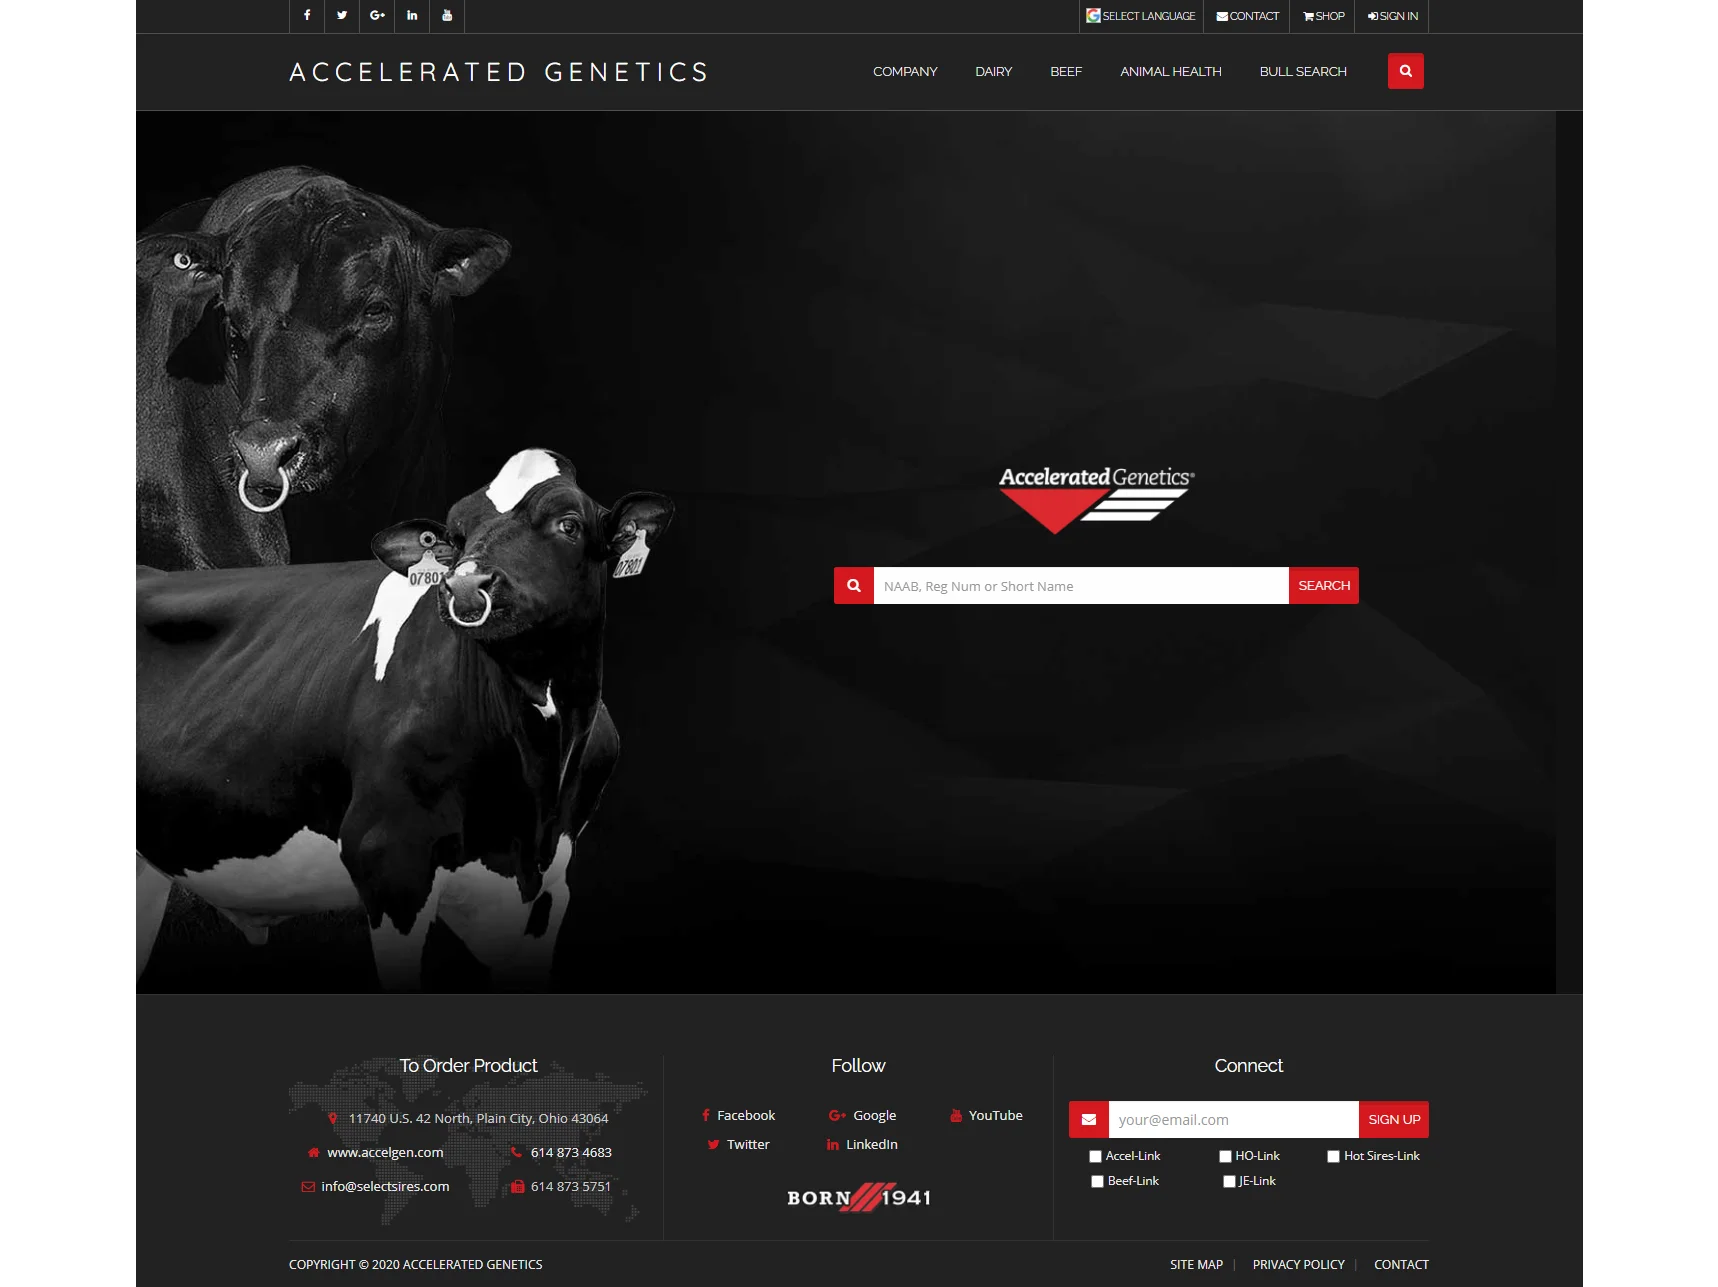 SELECT LANGUAGE CONTACT SHOP SIGN IN
ACCELERATED GENETICS
COMPANY DAIRY BEEF ANIMAL HEALTH BULL SEARCH
Accelerated Genetics®
NAAB, Reg Num or Short Name SEARCH
07801
07801
To Order Product
11740 U.S. 42 North, Plain City, Ohio 43064
www.accelgen.com 614 873 4683
info@selectsires.com 614 873 5751
Follow
Facebook Google YouTube
Twitter LinkedIn
BORN 1941
Connect
your@email.com SIGN UP
Accel-Link HO-Link Hot Sires-Link
Beef-Link JE-Link
COPYRIGHT © 2020 ACCELERATED GENETICS
SITE MAP | PRIVACY POLICY | CONTACT